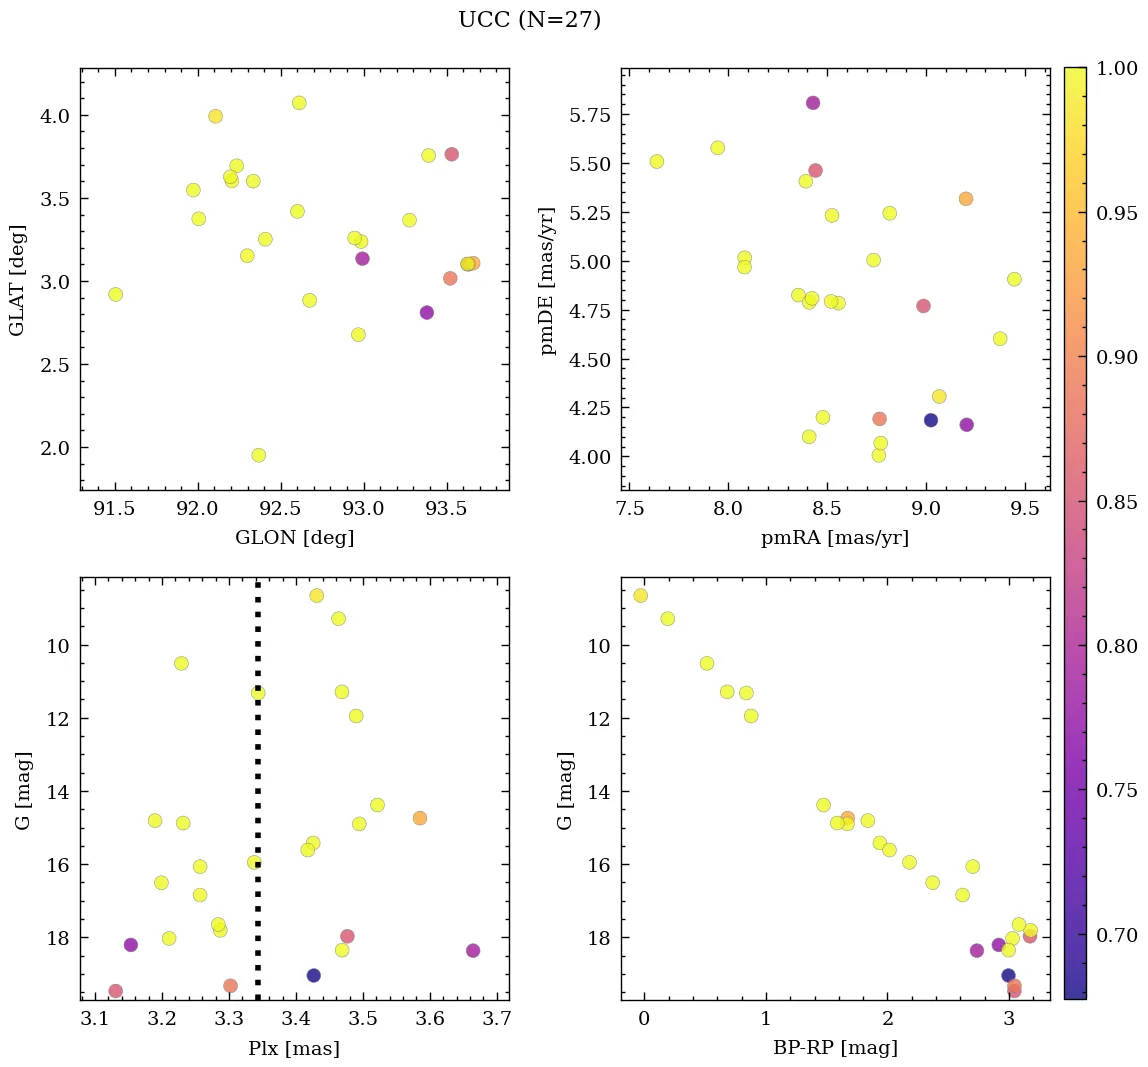 UCC (N=27)
4.0
3.5
3.0
2.5
2.0
GLAT [deg]
91.5 92.0 92.5 93.0 93.5
GLON [deg]
5.75
5.50
5.25
5.00
4.75
4.50
4.25
4.00
pmDE [mas/yr]
7.5 8.0 8.5 9.0 9.5
pmRA [mas/yr]
10
12
14
16
18
G [mag]
3.1 3.2 3.3 3.4 3.5 3.6 3.7
Plx [mas]
10
12
14
16
18
G [mag]
0 1 2 3
BP-RP [mag]
1.00
0.95
0.90
0.85
0.80
0.75
0.70